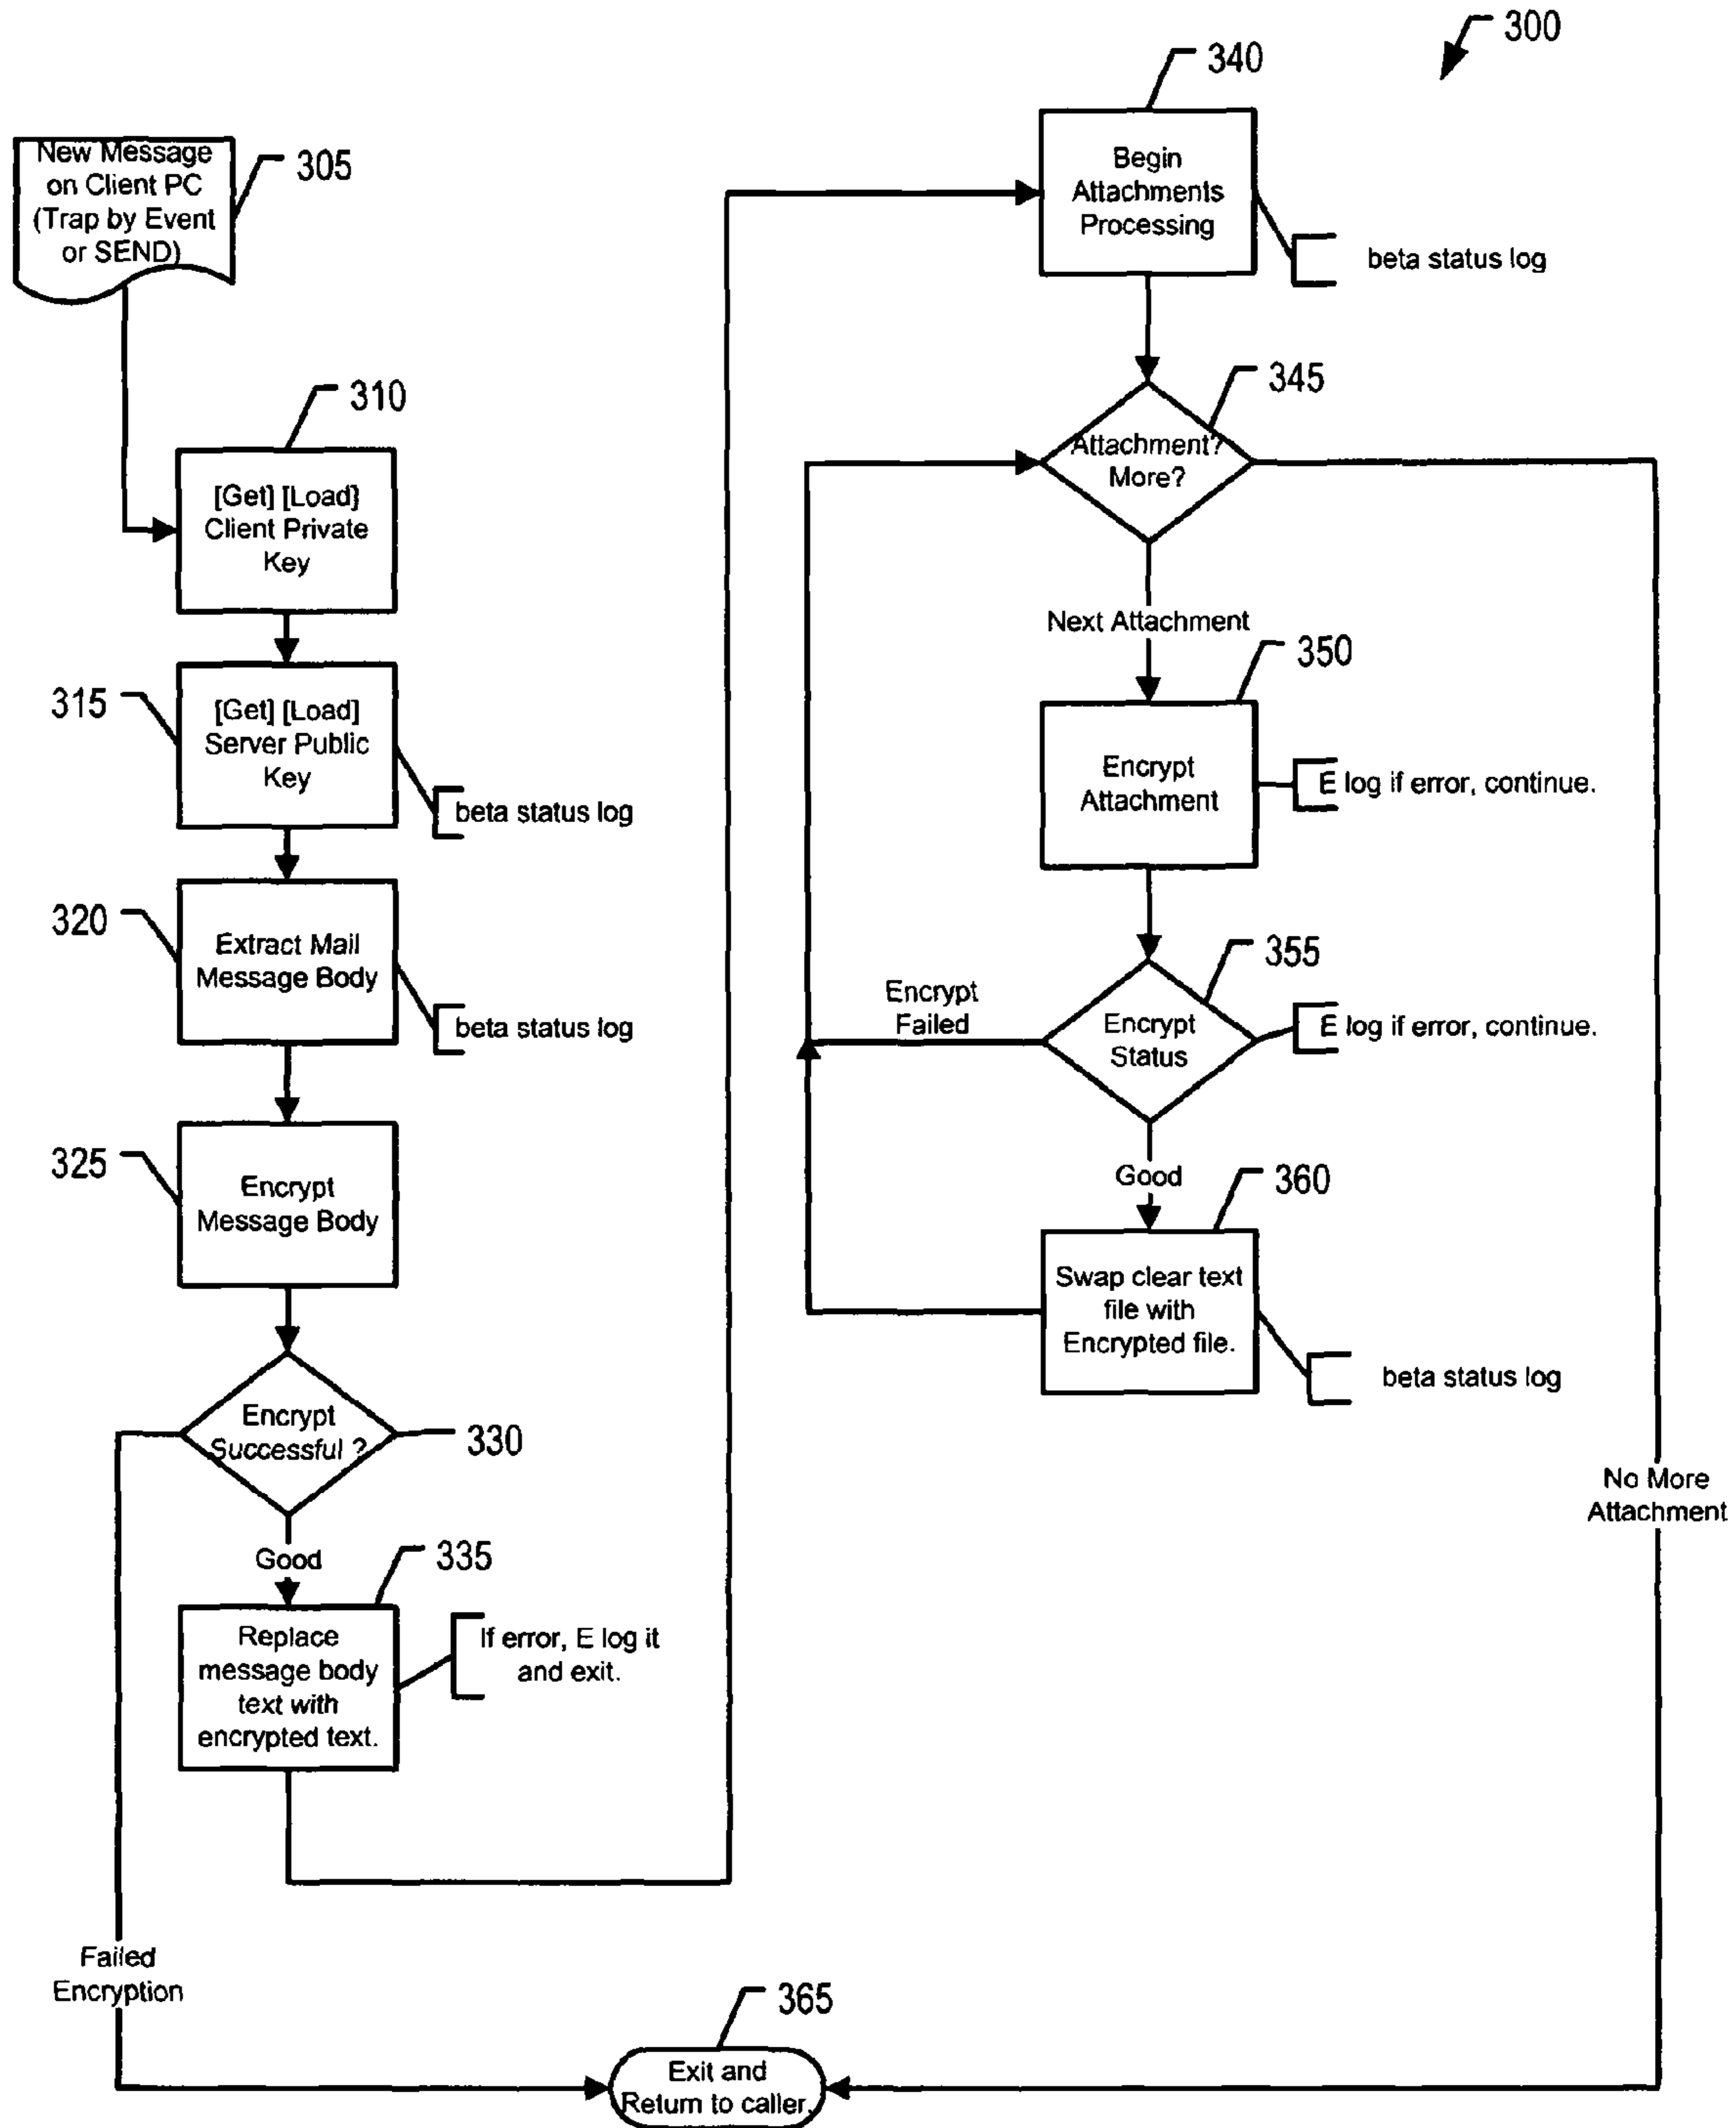 300
New Message
on Client PC
(Trap by Event
or SEND)
305
310
[Get] [Load]
Client Private
Key
315
[Get] [Load]
Server Public
Key
beta status log
320
Extract Mail
Message Body
beta status log
325
Encrypt
Message Body
Encrypt
Successful ?
330
Good
335
Replace
message body
text with
encrypted text.
If error, E log it
and exit.
Failed
Encryption
340
Begin
Attachments
Processing
beta status log
345
Attachment?
More?
Next Attachment
350
Encrypt
Attachment
E log if error, continue.
355
Encrypt
Failed
Encrypt
Status
E log if error, continue.
Good
360
Swap clear text
file with
Encrypted file.
beta status log
No More
Attachment
365
Exit and
Return to caller.